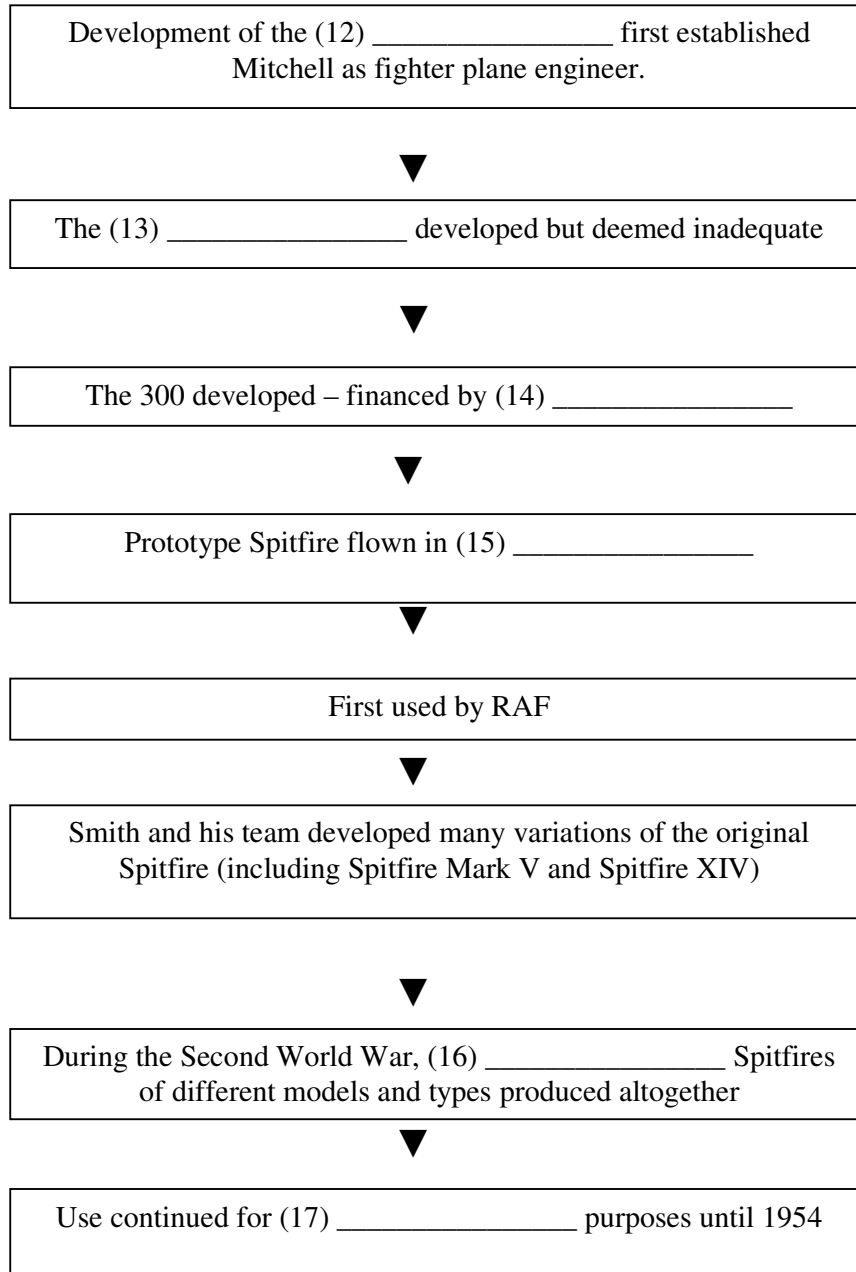 Development of the (12) ________________ first established
Mitchell as fighter plane engineer.
The (13) ________________ developed but deemed inadequate
The 300 developed – financed by (14) ________________
Prototype Spitfire flown in (15) ________________
First used by RAF
Smith and his team developed many variations of the original
Spitfire (including Spitfire Mark V and Spitfire XIV)
During the Second World War, (16) ________________ Spitfires
of different models and types produced altogether
Use continued for (17) ________________ purposes until 1954